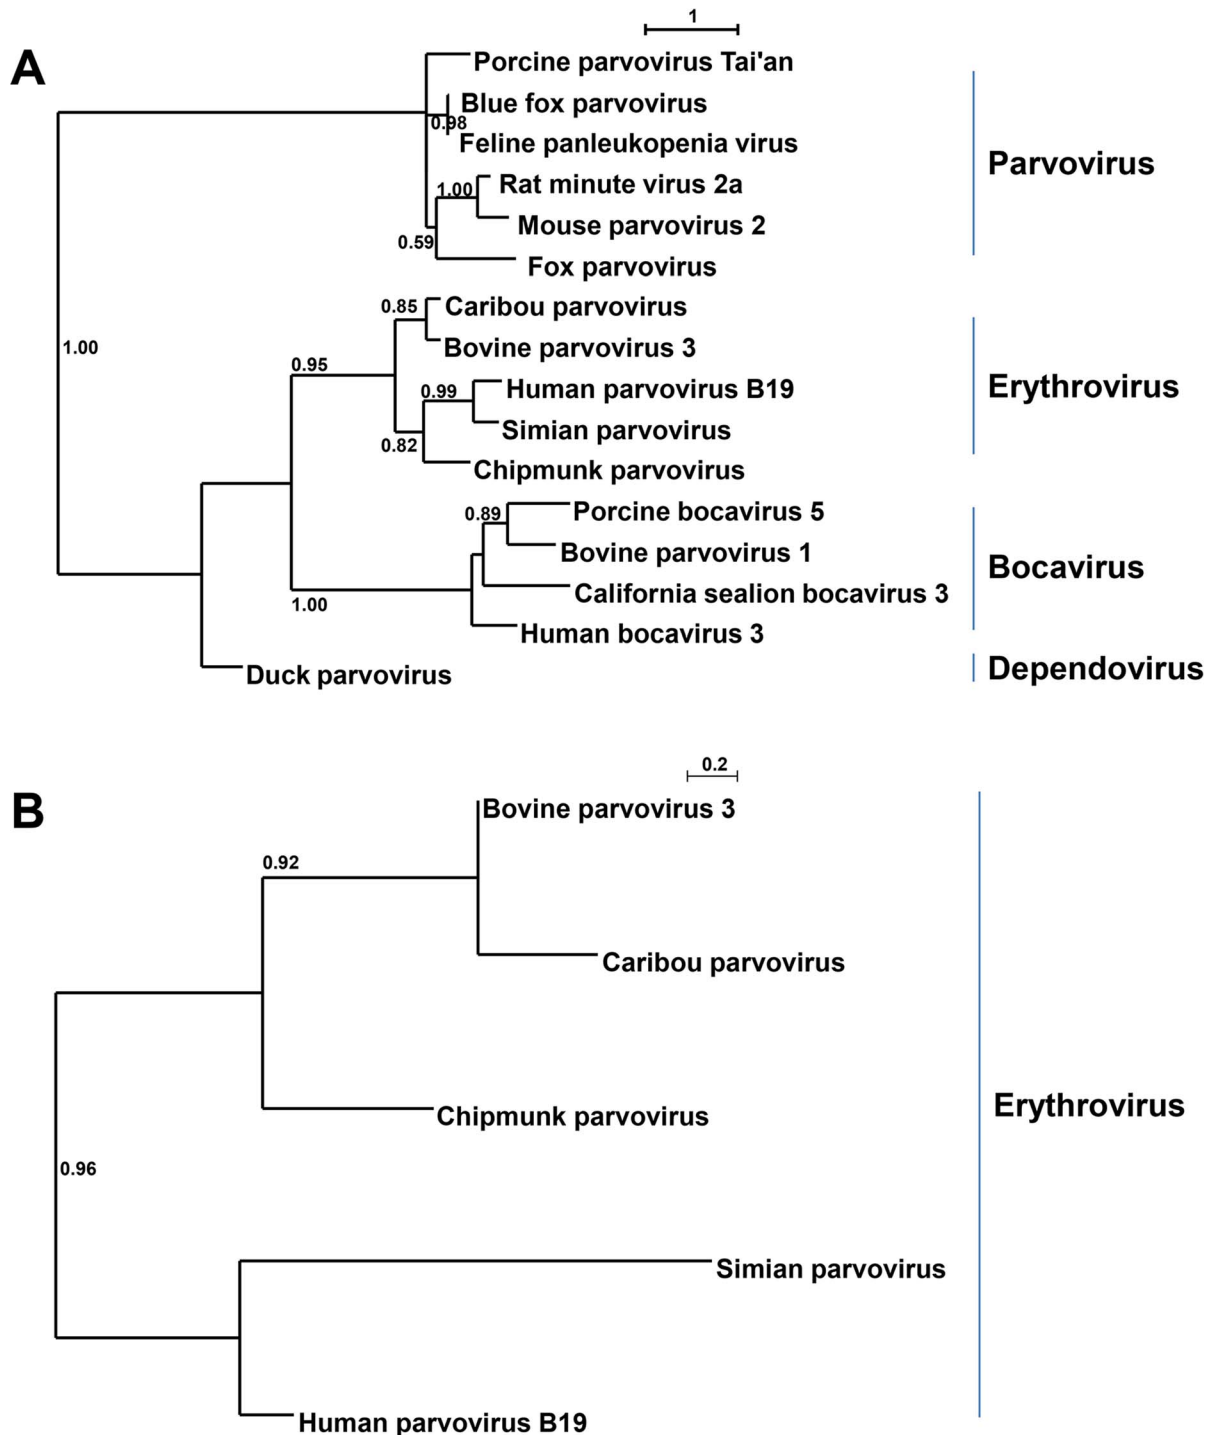 1
A
Porcine parvovirus Tai'an
Blue fox parvovirus
0.98
Feline panleukopenia virus
Parvovirus
1.00
Rat minute virus 2a
Mouse parvovirus 2
0.59
Fox parvovirus
0.85
Caribou parvovirus
1.00
Bovine parvovirus 3
0.95
Erythrovirus
0.99
Human parvovirus B19
Simian parvovirus
0.82
Chipmunk parvovirus
0.89
Porcine bocavirus 5
Bovine parvovirus 1
Bocavirus
California sealion bocavirus 3
1.00
Human bocavirus 3
Duck parvovirus
Dependovirus
0.2
B
Bovine parvovirus 3
0.92
Caribou parvovirus
Chipmunk parvovirus
Erythrovirus
0.96
Simian parvovirus
Human parvovirus B19